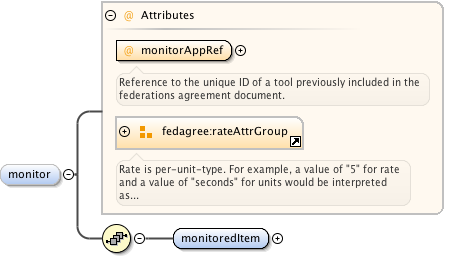 @ Attributes
@ monitorAppRef
Reference to the unique ID of a tool previously included in the
federations agreement document.
fedagree:rateAttrGroup
Rate is per-unit-type. For example, a value of "5" for rate
and a value of "seconds" for units would be interpreted
as...
monitor
monitoredItem